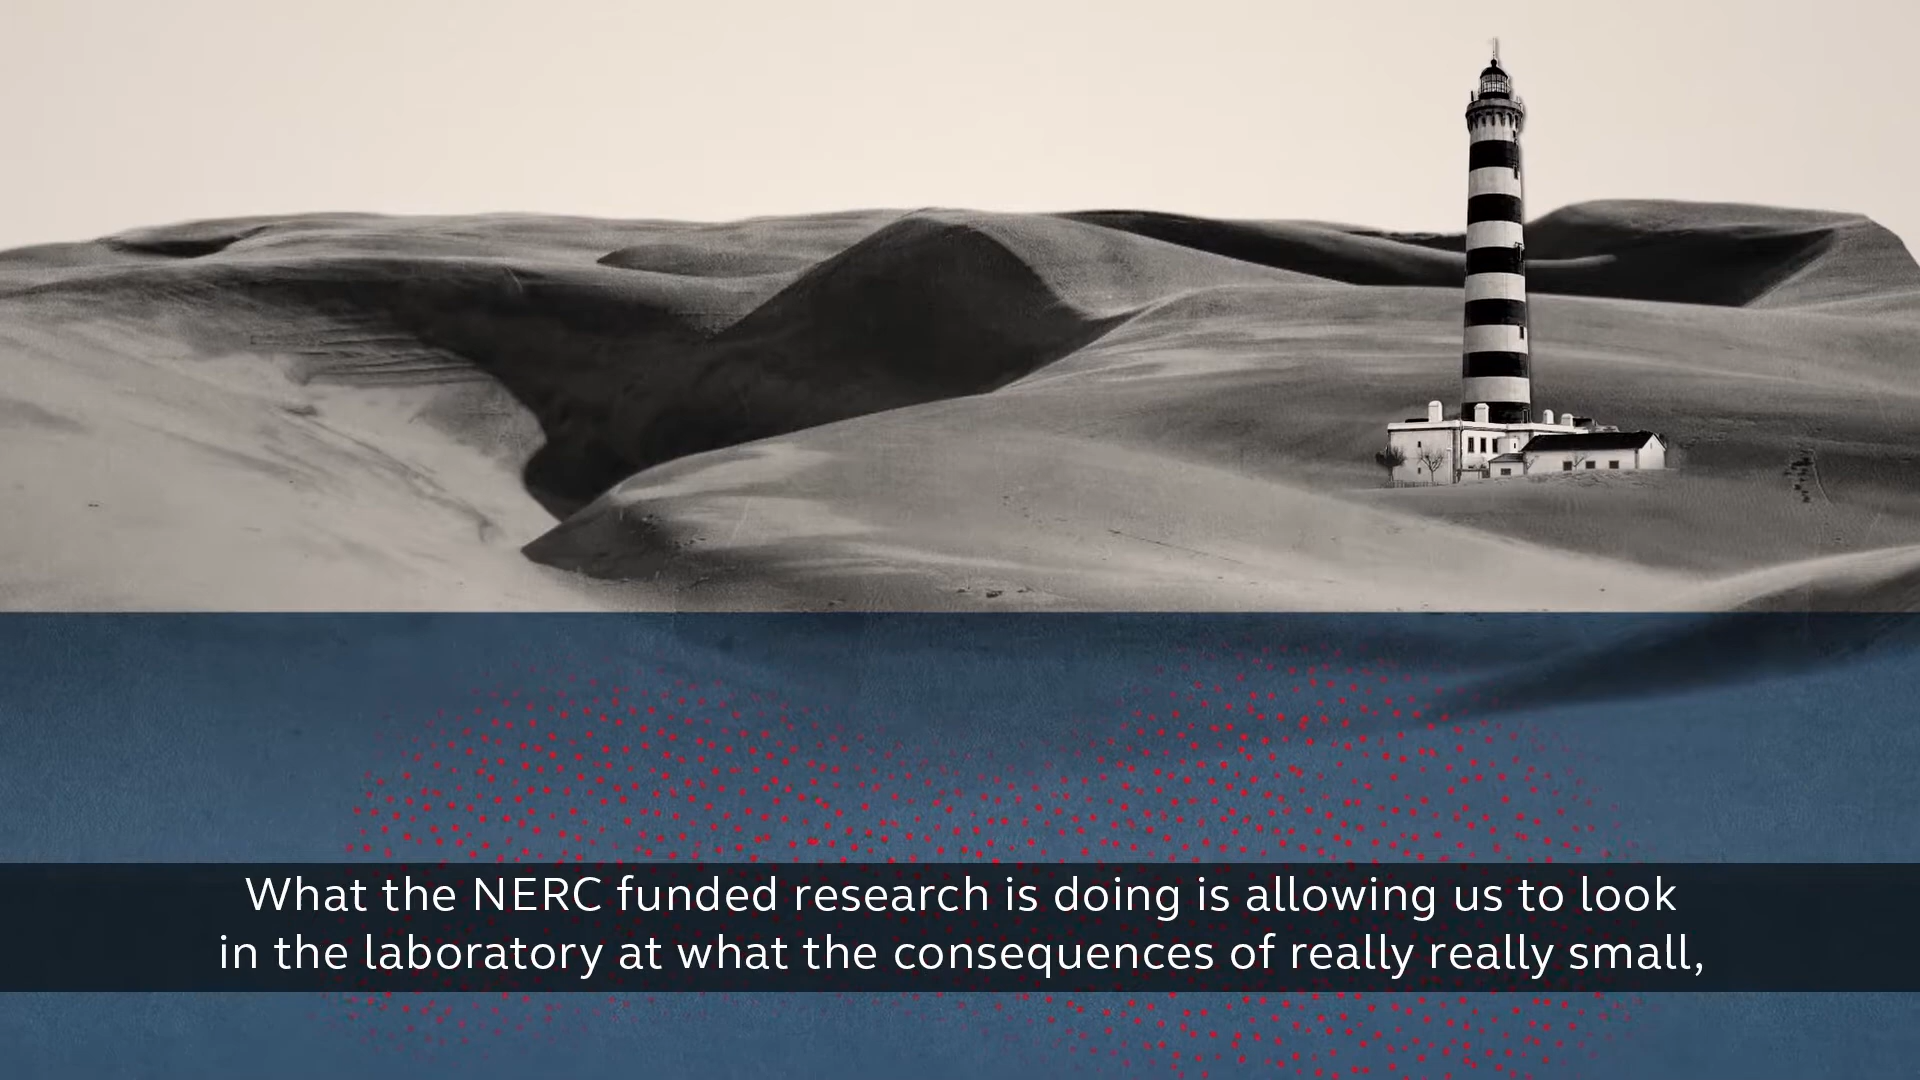 What the NERC funded research is doing is allowing us to look
in the laboratory at what the consequences of really really small,